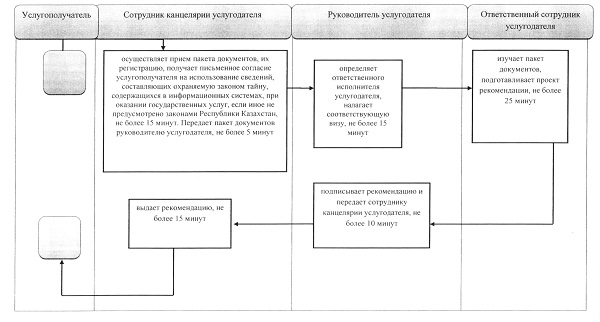 Услугополучатель
Сотрудник канцелярии услугодателя
Руководитель услугодателя
Ответственный сотрудник
услугодателя
осуществляет прием пакета документов, их
регистрацию, получает письменное согласие
услугополучателя на использование сведений,
составляющих охраняемую законом тайну,
содержащихся в информационных системах, при
оказании государственных услуг, если иное не
предусмотрено законами Республики Казахстан,
не более 15 минут. Передает пакет документов
руководителю услугодателя, не более 5 минут
определяет
ответственного
исполнителя
услугодателя,
налагает
соответствующую
визу, не более 15
минут
изучает пакет
документов,
подготавливает проект
рекомендации, не более
25 минут
выдает рекомендацию, не
более 15 минут
подписывает рекомендацию и
передает сотруднику
канцелярии услугодателя, не
более 10 минут